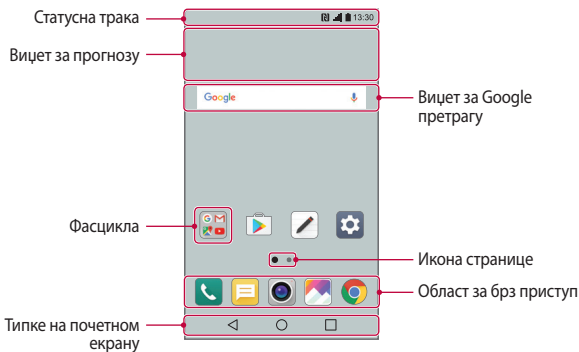 Статусна трака
13:30
Виџет за прогнозу
Google
Виџет за Google
претрагу
Фасцикла
Икона странице
Област за брз приступ
Типке на почетном
екрану